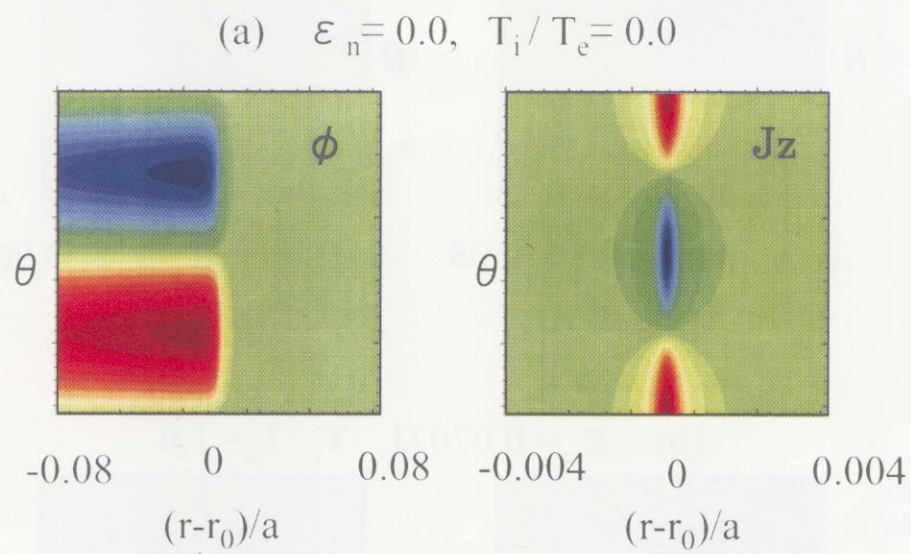 (a) ε_n = 0.0, T_i / T_e = 0.0
ϕ
Jz
θ
θ
-0.08 0 0.08
-0.004 0 0.004
(r-r_0)/a
(r-r_0)/a